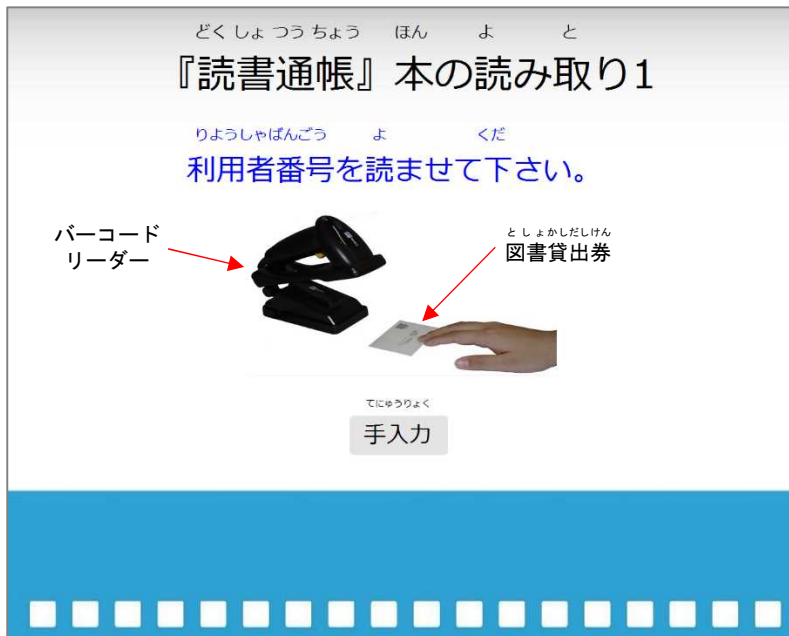 どくしょつうちょう ほん よ と
『読書通帳』本の読み取り1
りようしゃばんごう よ くだ
利用者番号を読ませて下さい。
バーコード
リーダー
としょかしだしけん
図書貸出券
てにゅうりょく
手入力